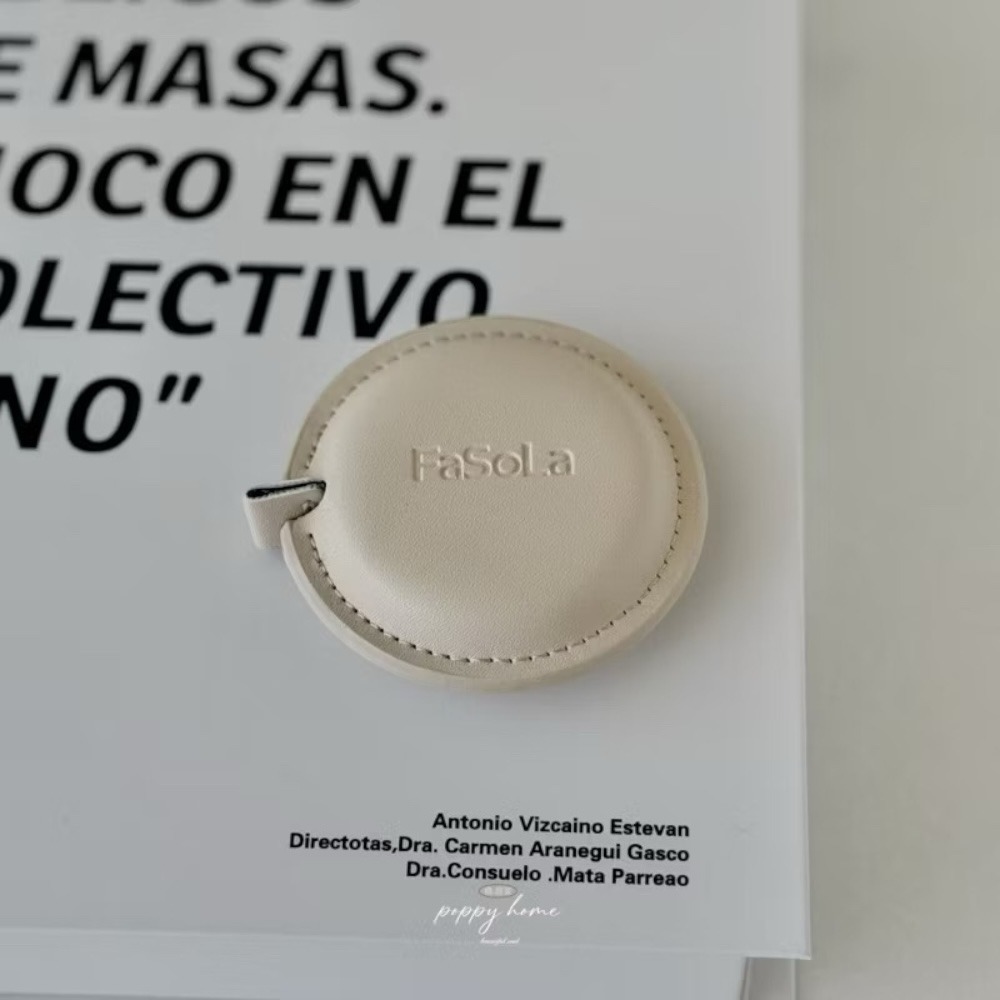 E MASAS.
OCO EN EL
OLECTIVO
NO"
FaSoLa
Antonio Vizcaino Estevan
Directotas,Dra. Carmen Aranegui Gasco
Dra.Consuelo .Mata Parreao
poppy home